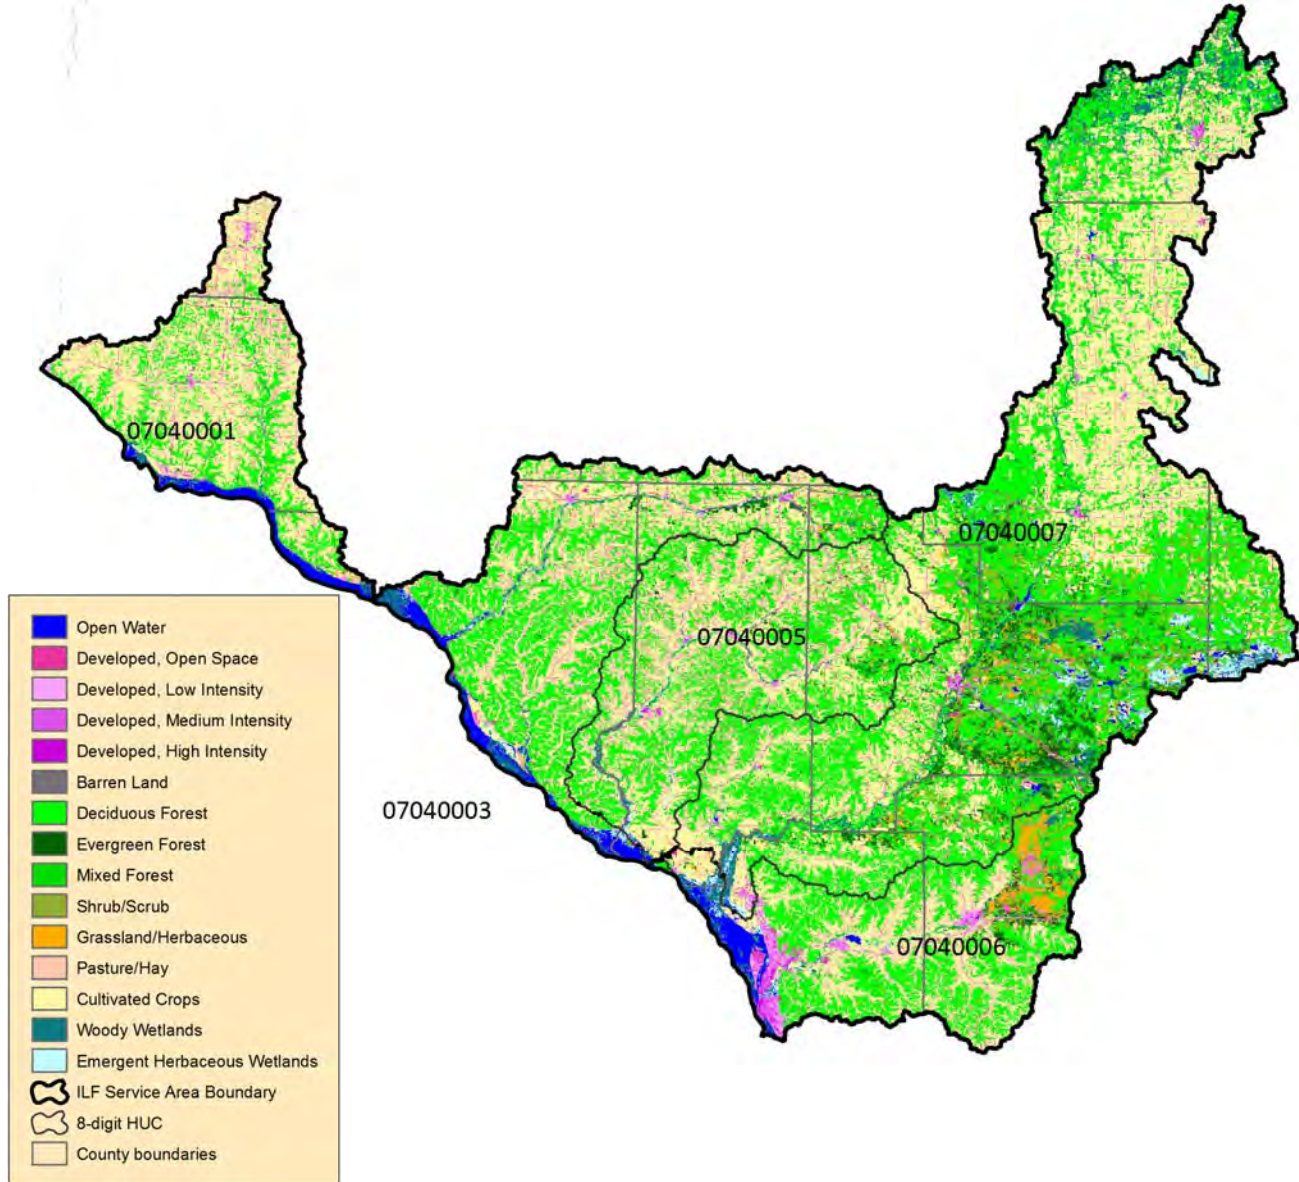 07040001
07040007
07040005
07040003
07040006
Open Water
Developed, Open Space
Developed, Low Intensity
Developed, Medium Intensity
Developed, High Intensity
Barren Land
Deciduous Forest
Evergreen Forest
Mixed Forest
Shrub/Scrub
Grassland/Herbaceous
Pasture/Hay
Cultivated Crops
Woody Wetlands
Emergent Herbaceous Wetlands
ILF Service Area Boundary
8-digit HUC
County boundaries